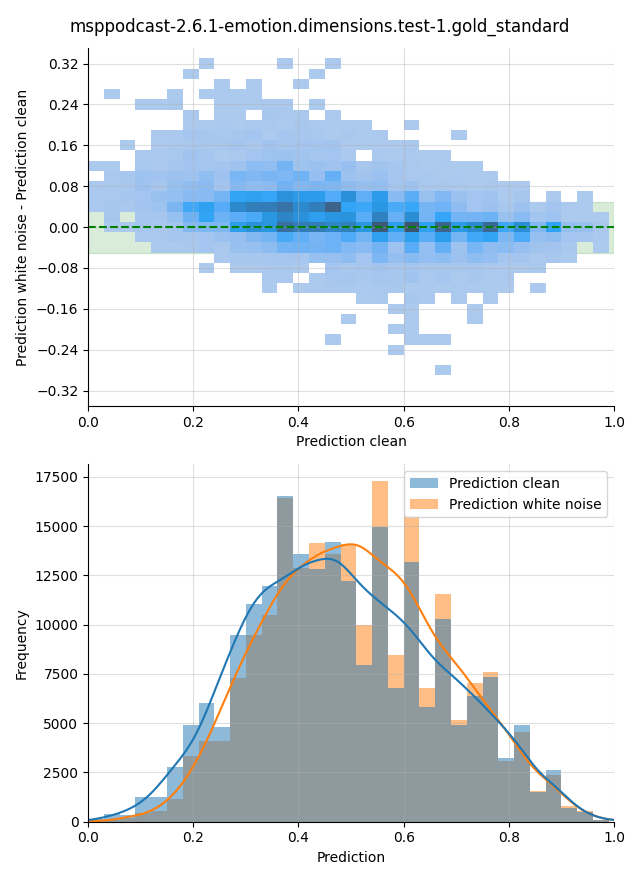 msppodcast-2.6.1-emotion.dimensions.test-1.gold_standard
Prediction white noise - Prediction clean
0.32
0.24
0.16
0.08
0.00
−0.08
−0.16
−0.24
−0.32
0.0 0.2 0.4 0.6 0.8 1.0
Prediction clean
Frequency
17500
15000
12500
10000
7500
5000
2500
0
Prediction clean
Prediction white noise
0.0 0.2 0.4 0.6 0.8 1.0
Prediction